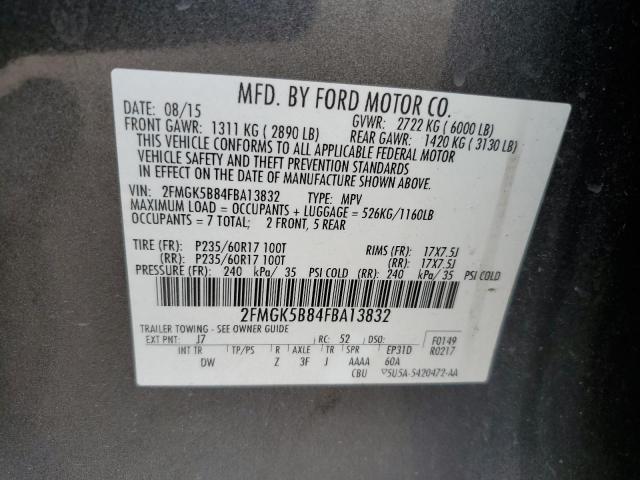 MFD. BY FORD MOTOR CO.
DATE: 08/15 GVWR: 2722 KG ( 6000 LB)
FRONT GAWR: 1311 KG ( 2890 LB) REAR GAWR: 1420 KG ( 3130 LB)
THIS VEHICLE CONFORMS TO ALL APPLICABLE FEDERAL MOTOR
VEHICLE SAFETY AND THEFT PREVENTION STANDARDS
IN EFFECT ON THE DATE OF MANUFACTURE SHOWN ABOVE.
VIN: 2FMGK5B84FBA13832 TYPE: MPV
MAXIMUM LOAD = OCCUPANTS + LUGGAGE = 526KG/1160LB
OCCUPANTS = 7 TOTAL; 2 FRONT, 5 REAR
TIRE (FR): P235/60R17 100T RIMS (FR): 17X7.5J
(RR): P235/60R17 100T (RR): 17X7.5J
PRESSURE (FR): 240 kPa/ 35 PSI COLD (RR): 240 kPa/ 35 PSI COLD
2FMGK5B84FBA13832
TRAILER TOWING - SEE OWNER GUIDE
EXT PNT: J7 RC: 52 DSO: F0149
INT TR TP/PS R AXLE TR SPR EP31D R0217
DW Z 3F J AAAA 60A
CBU 5U5A-5420472-AA